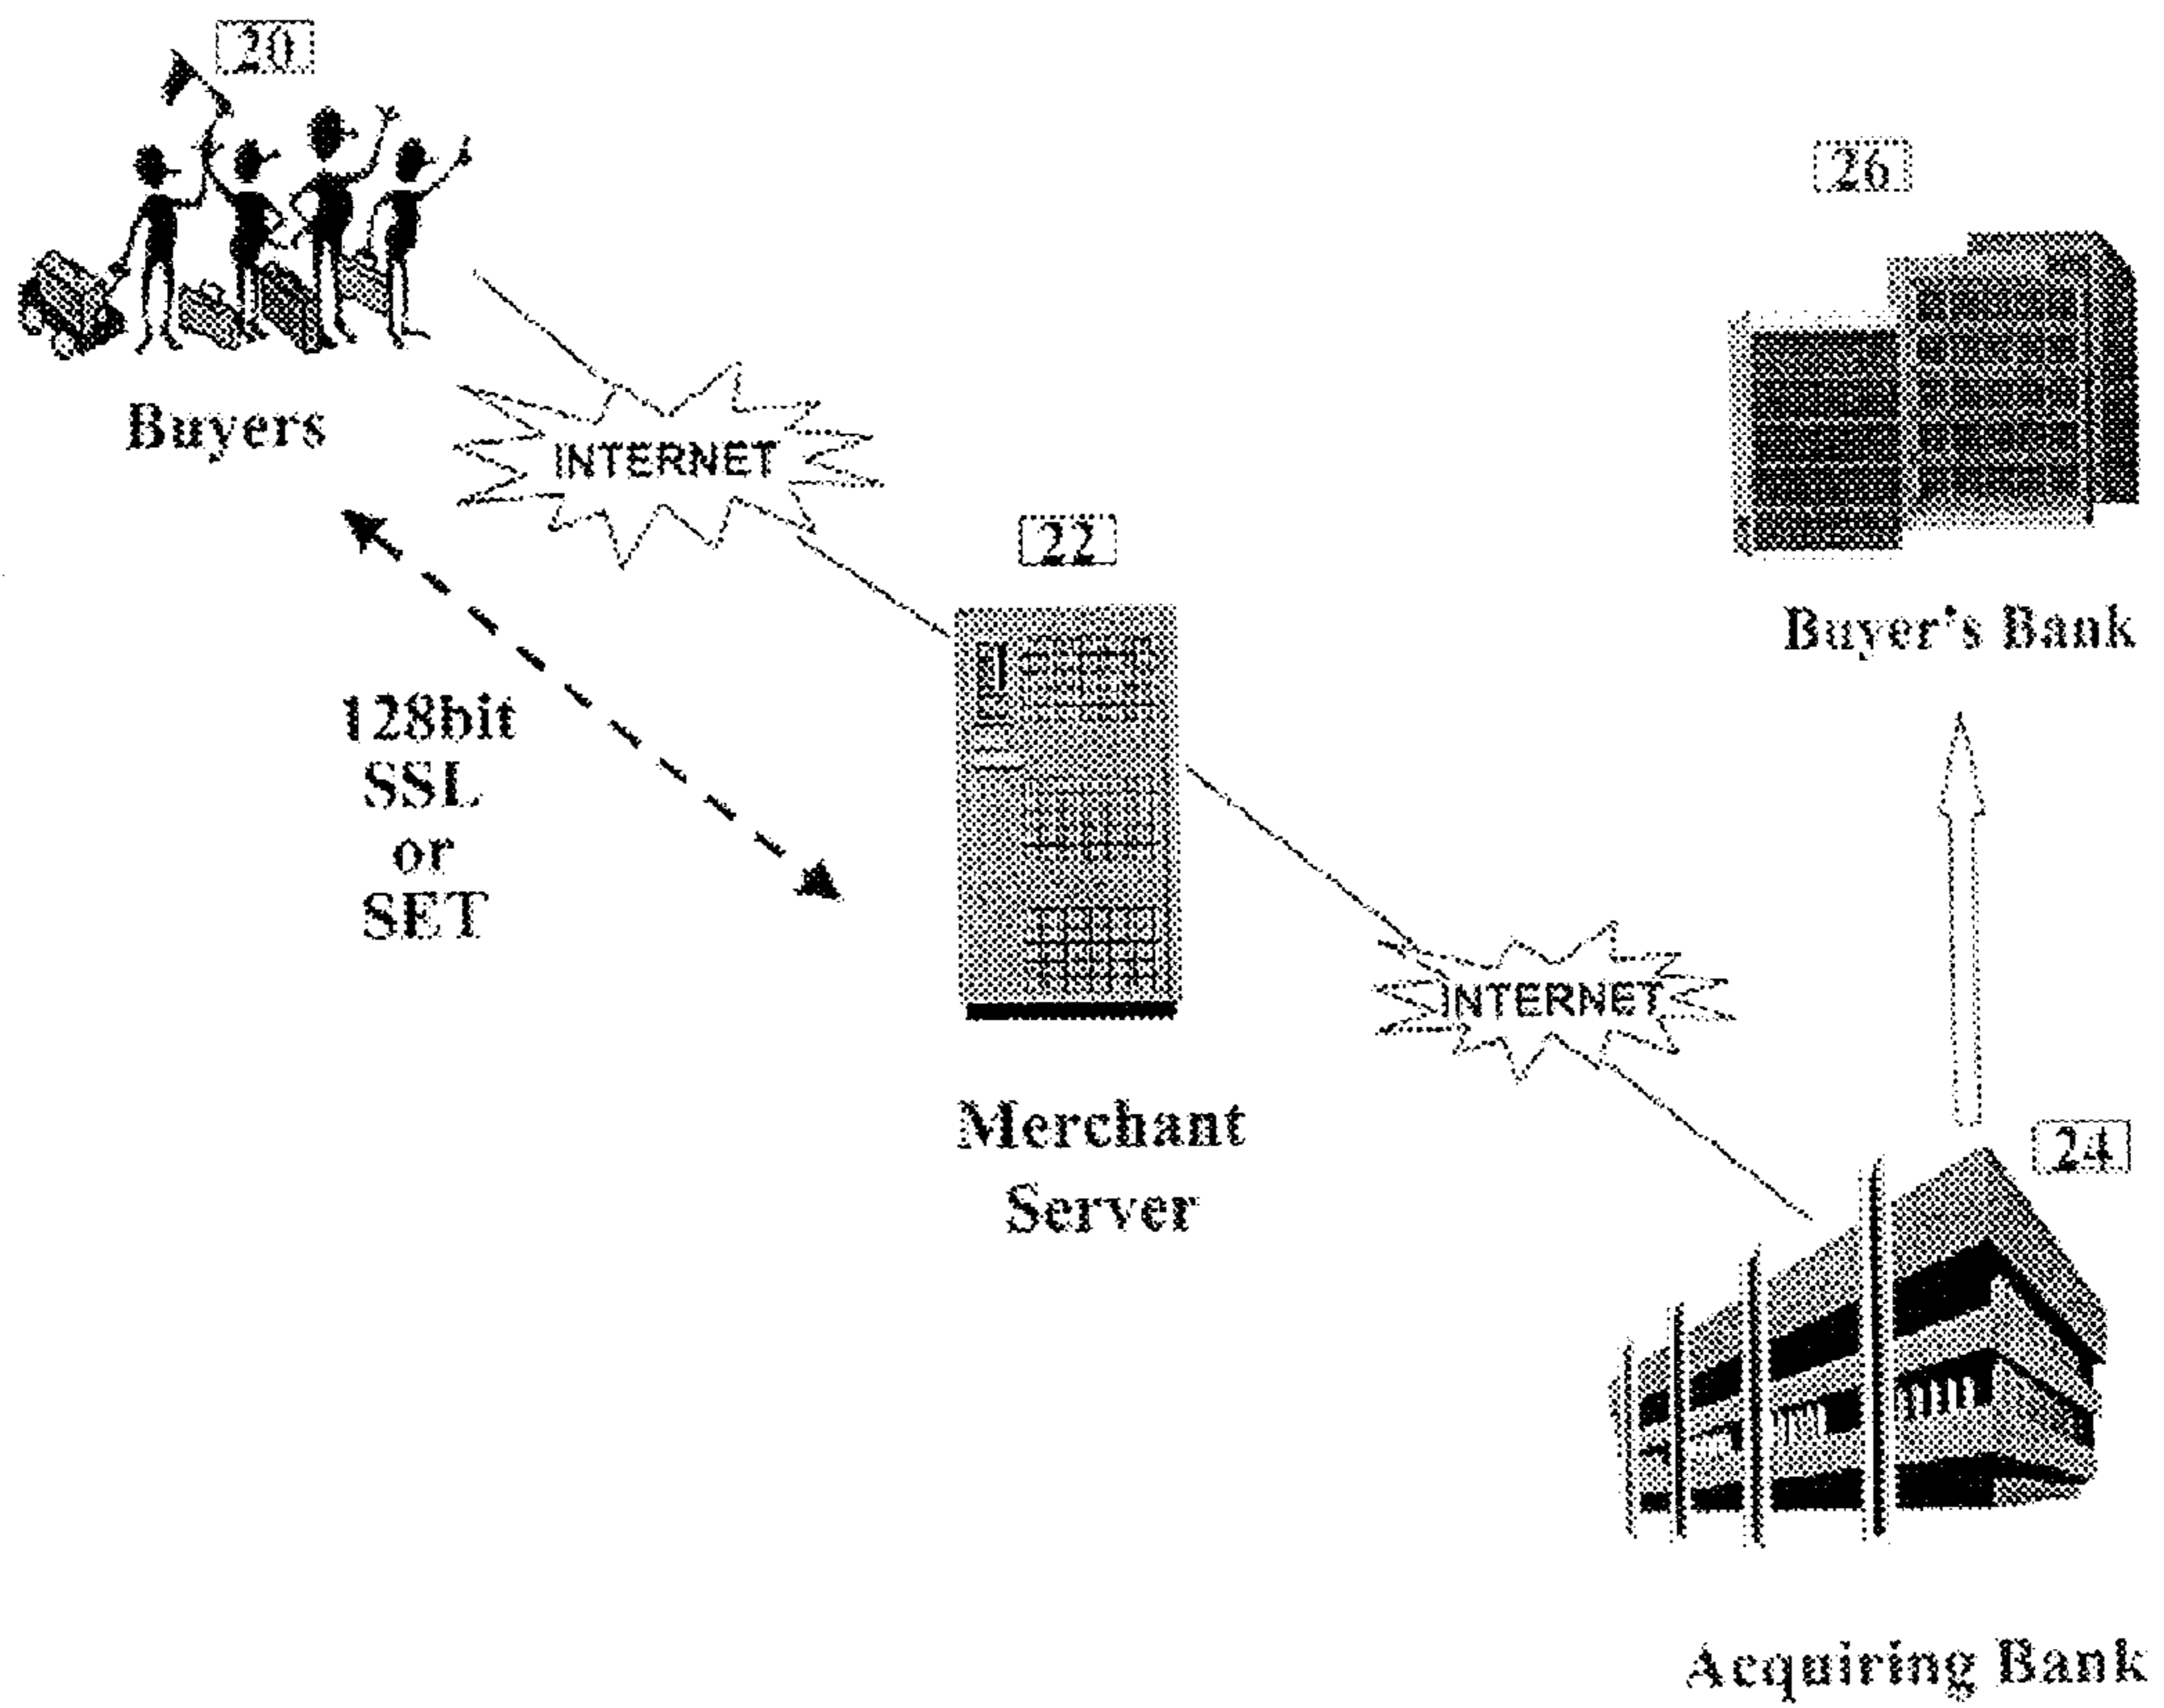 20
Buyers
INTERNET
26
Buyer's Bank
22
128bit
SSL
or
SET
Merchant
Server
INTERNET
24
Acquiring Bank